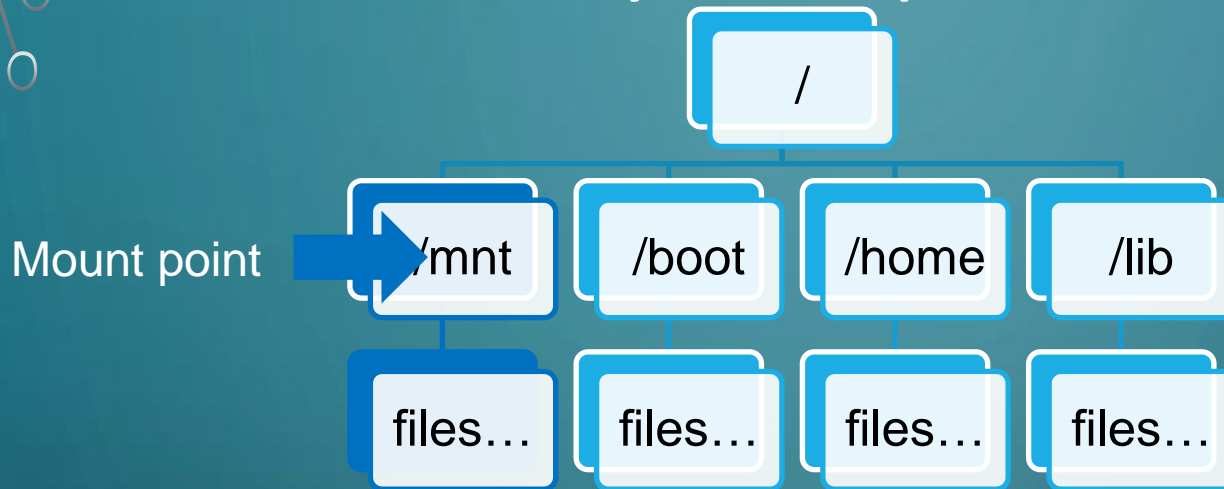 /
Mount point
/mnt
/boot
/home
/lib
files…
files…
files…
files…